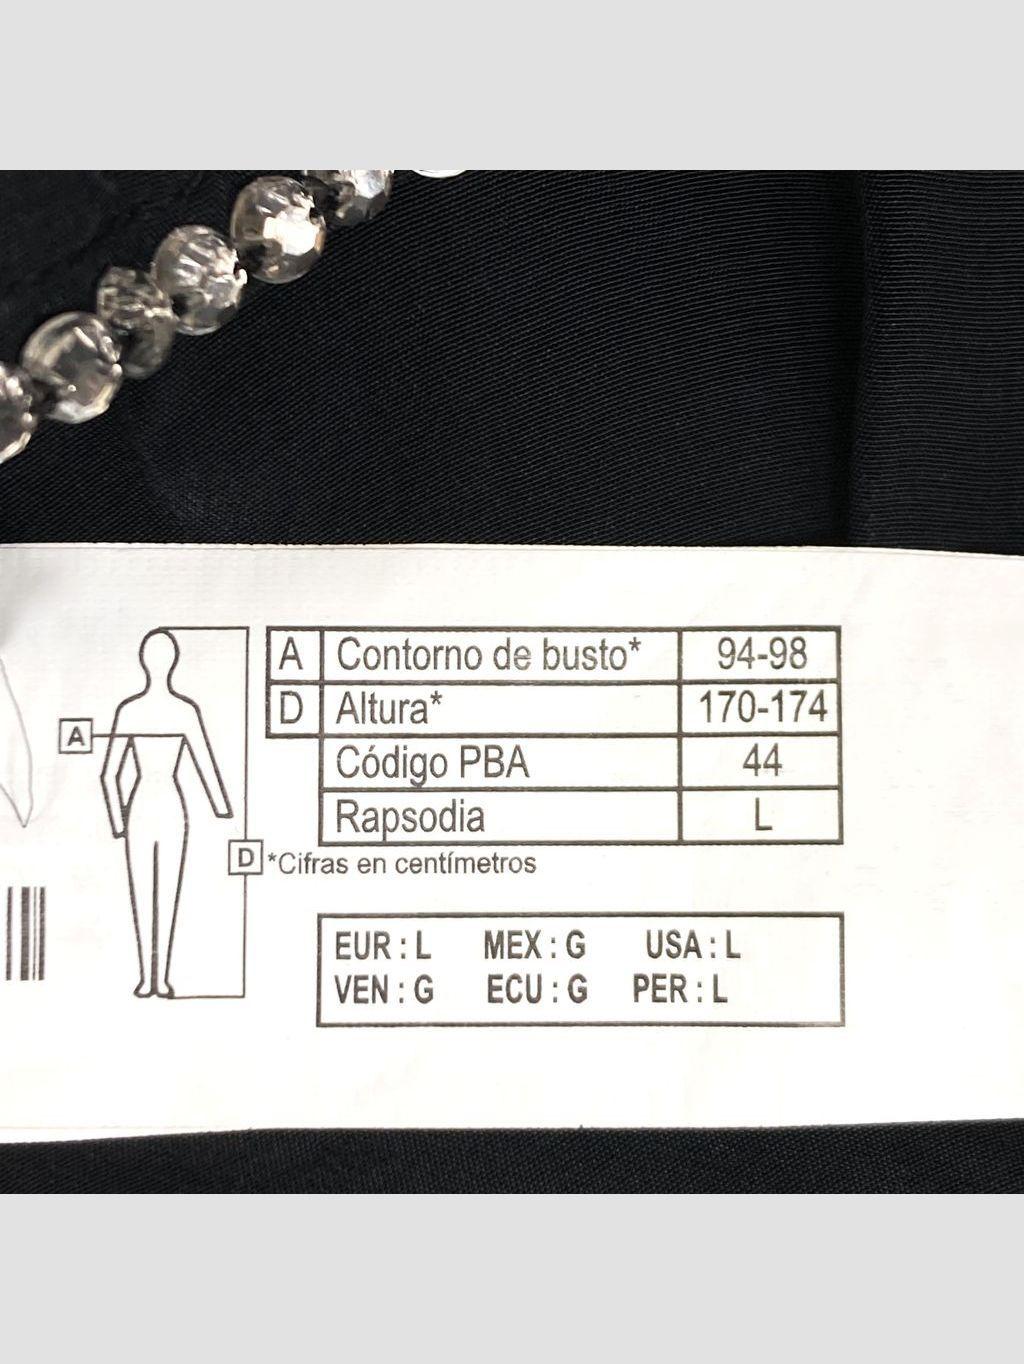 A Contorno de busto* 94-98
D Altura* 170-174
A
Código PBA 44
Rapsodia L
D *Cifras en centímetros
EUR : L MEX : G USA : L
VEN : G ECU : G PER : L